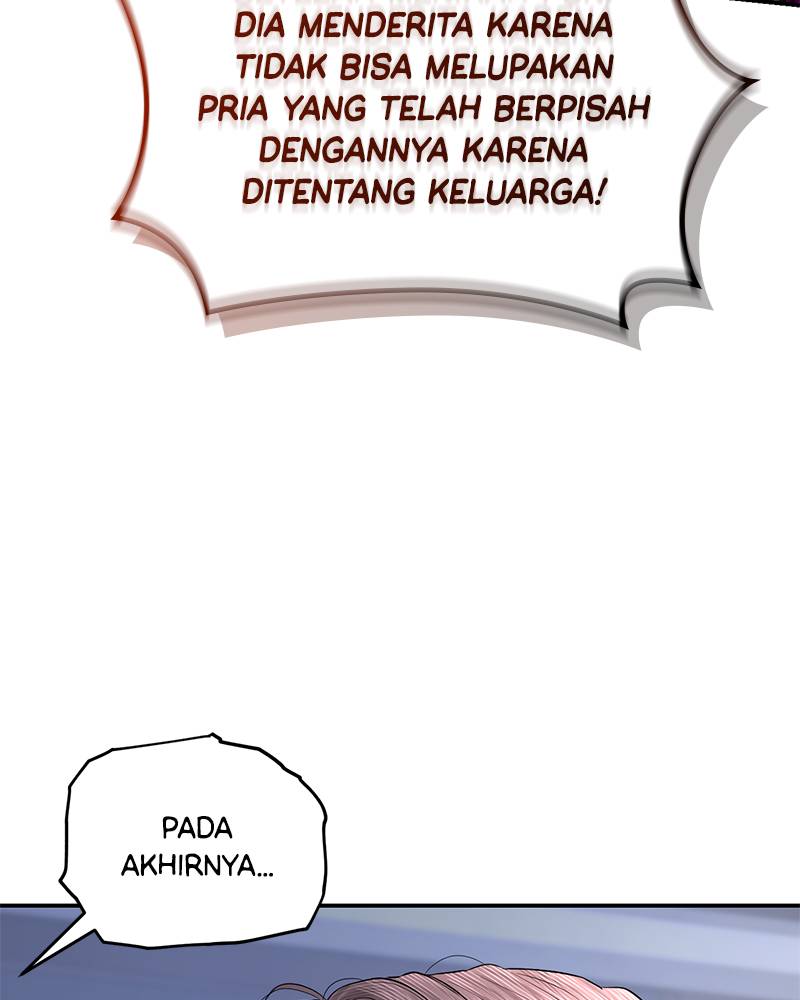 DIA MENDERITA KARENA
TIDAK BISA MELUPAKAN
PRIA YANG TELAH BERPISAH
DENGANNYA KARENA
DITENTANG KELUARGA!
PADA
AKHIRNYA...